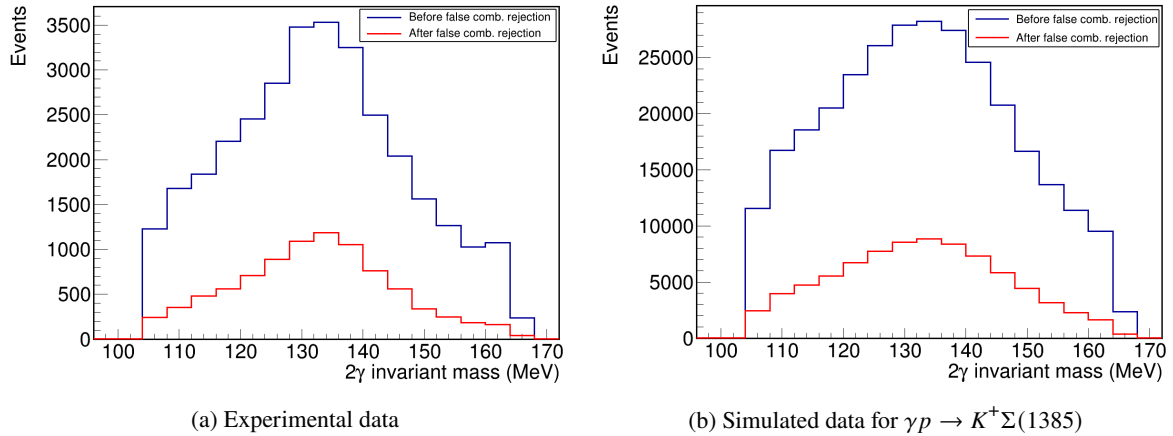 Events
3500
3000
2500
2000
1500
1000
500
0
Before false comb. rejection
After false comb. rejection
100 110 120 130 140 150 160 170
2γ invariant mass (MeV)
(a) Experimental data
Events
25000
20000
15000
10000
5000
0
Before false comb. rejection
After false comb. rejection
100 110 120 130 140 150 160 170
2γ invariant mass (MeV)
(b) Simulated data for γp → K⁺Σ(1385)